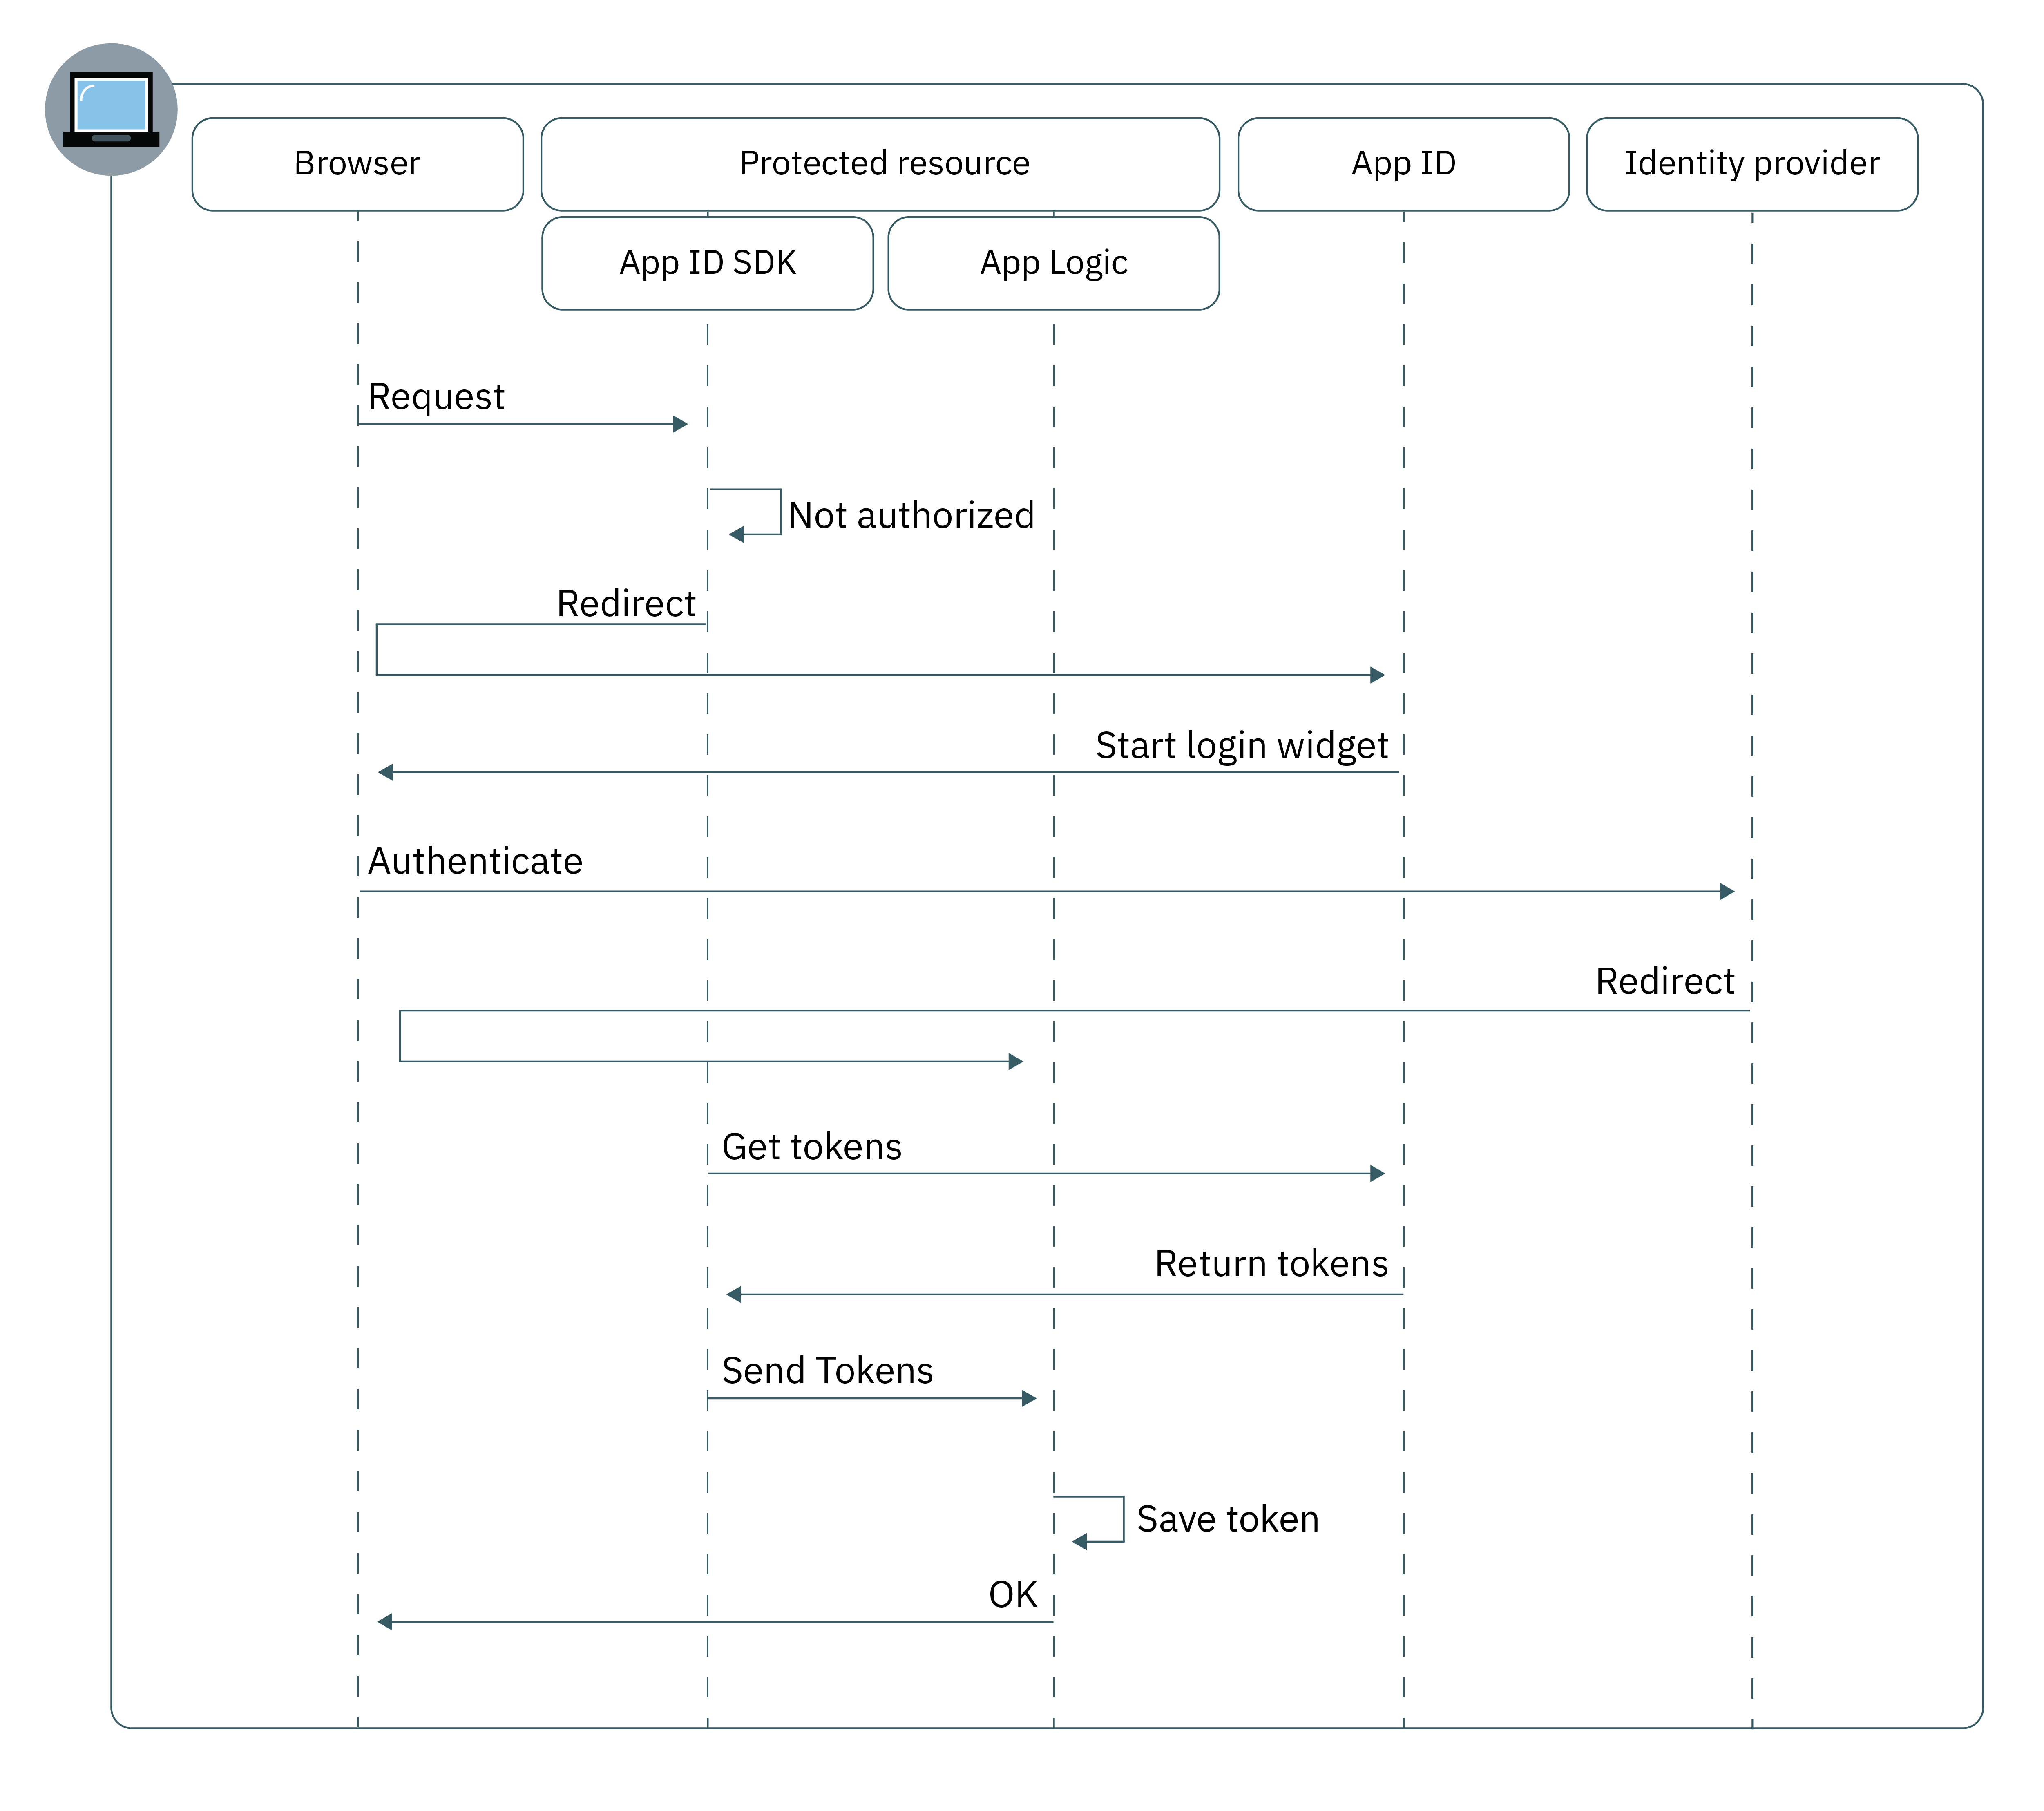 Browser
Protected resource
App ID
Identity provider
App ID SDK
App Logic
Request
Not authorized
Redirect
Start login widget
Authenticate
Redirect
Get tokens
Return tokens
Send Tokens
Save token
OK